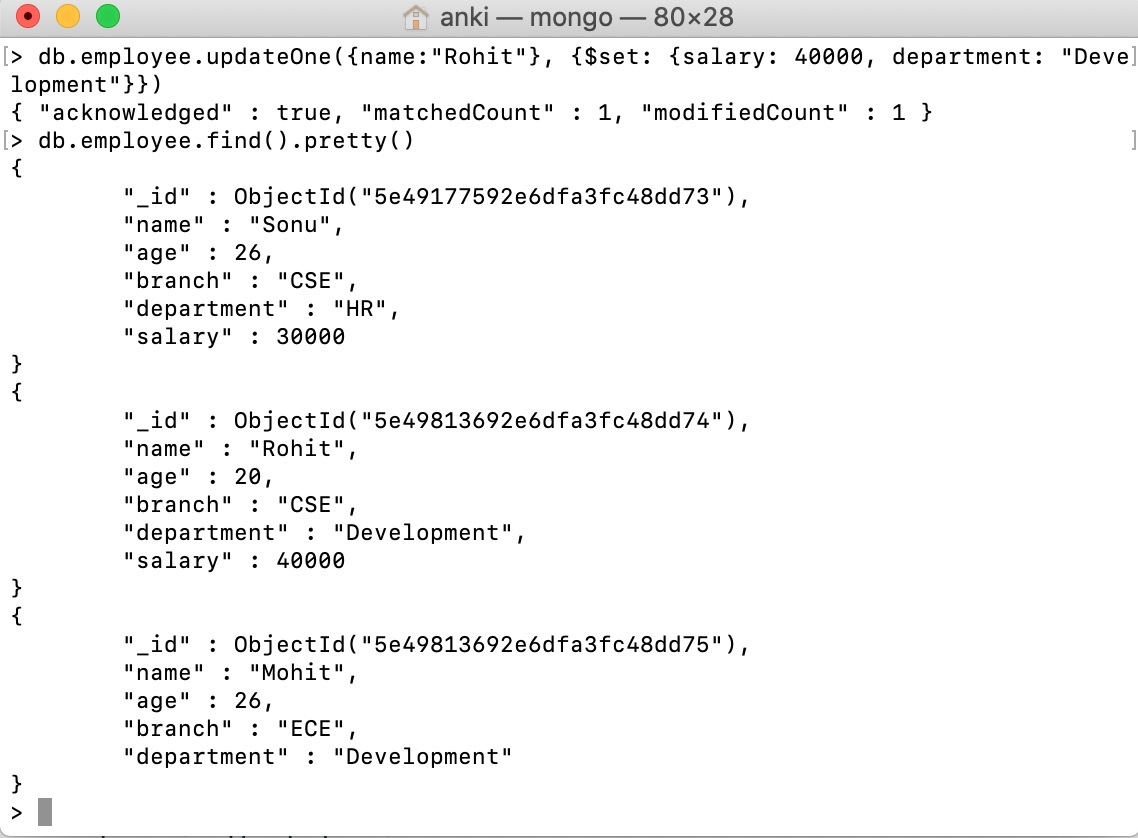 anki — mongo — 80×28
[> db.employee.updateOne({name:"Rohit"}, {$set: {salary: 40000, department: "Deve]
lopment"}})
{ "acknowledged" : true, "matchedCount" : 1, "modifiedCount" : 1 }
[> db.employee.find().pretty() ]
{
"_id" : ObjectId("5e49177592e6dfa3fc48dd73"),
"name" : "Sonu",
"age" : 26,
"branch" : "CSE",
"department" : "HR",
"salary" : 30000
}
{
"_id" : ObjectId("5e49813692e6dfa3fc48dd74"),
"name" : "Rohit",
"age" : 20,
"branch" : "CSE",
"department" : "Development",
"salary" : 40000
}
{
"_id" : ObjectId("5e49813692e6dfa3fc48dd75"),
"name" : "Mohit",
"age" : 26,
"branch" : "ECE",
"department" : "Development"
}
>